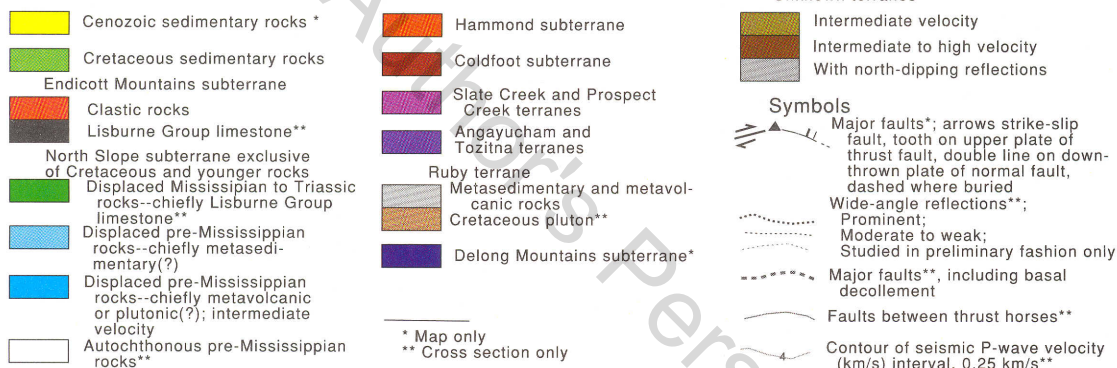 Cenozoic sedimentary rocks *
Cretaceous sedimentary rocks
Endicott Mountains subterrane
Clastic rocks
Lisburne Group limestone**
North Slope subterrane exclusive
of Cretaceous and younger rocks
Displaced Missisipian to Triassic
rocks--chiefly Lisburne Group
limestone**
Displaced pre-Mississippian
rocks--chiefly metasedi-
mentary(?)
Displaced pre-Mississippian
rocks--chiefly metavolcanic
or plutonic(?); intermediate
velocity
Autochthonous pre-Mississippian
rocks**
Hammond subterrane
Coldfoot subterrane
Slate Creek and Prospect
Creek terranes
Angayucham and
Tozitna terranes
Ruby terrane
Metasedimentary and metavol-
canic rocks
Cretaceous pluton**
Delong Mountains subterrane*
* Map only
** Cross section only
Intermediate velocity
Intermediate to high velocity
With north-dipping reflections
Symbols
Major faults*; arrows strike-slip
fault, tooth on upper plate of
thrust fault, double line on down-
thrown plate of normal fault,
dashed where buried
Wide-angle reflections**;
Prominent;
Moderate to weak;
Studied in preliminary fashion only
Major faults**, including basal
decollement
Faults between thrust horses**
4
Contour of seismic P-wave velocity
(km/s) interval, 0.25 km/s**
Author's Pers